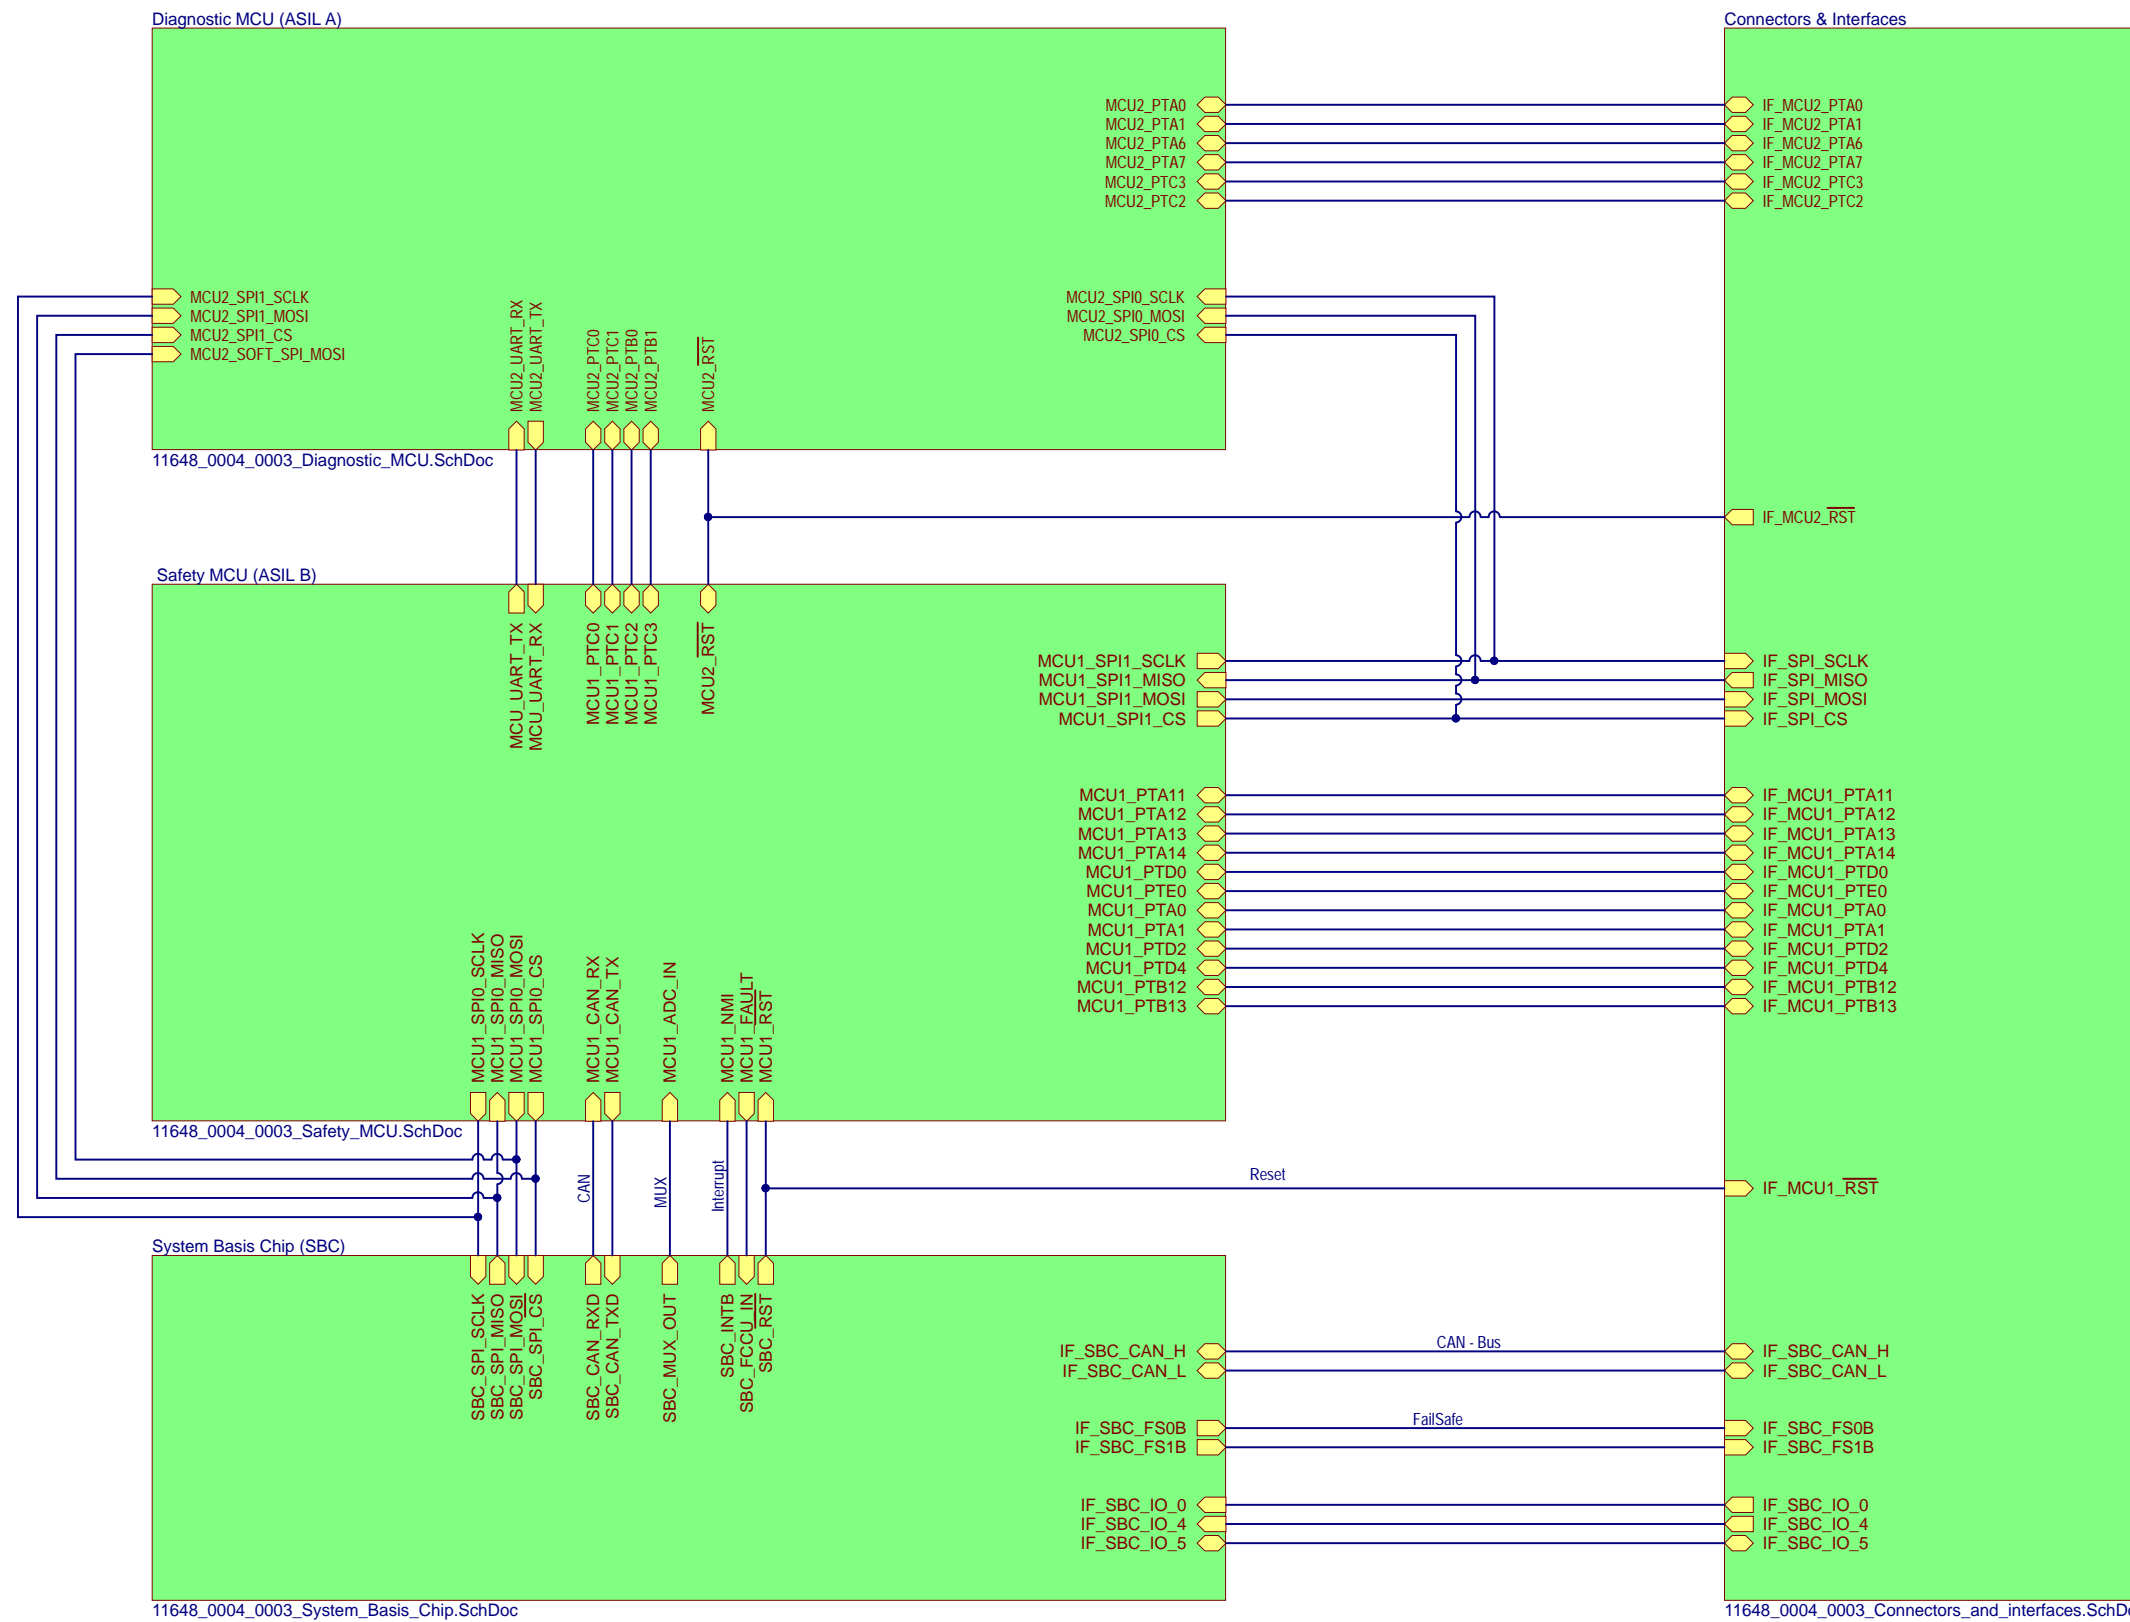 Diagnostic MCU (ASIL A)
Connectors & Interfaces
MCU2_PTA0
MCU2_PTA1
MCU2_PTA6
MCU2_PTA7
MCU2_PTC3
MCU2_PTC2
IF_MCU2_PTA0
IF_MCU2_PTA1
IF_MCU2_PTA6
IF_MCU2_PTA7
IF_MCU2_PTC3
IF_MCU2_PTC2
MCU2_SPI1_SCLK
MCU2_SPI1_MOSI
MCU2_SPI1_CS
MCU2_SOFT_SPI_MOSI
MCU2_UART_RX
MCU2_UART_TX
MCU2_PTC0
MCU2_PTC1
MCU2_PTB0
MCU2_PTB1
MCU2_RST
MCU2_SPI0_SCLK
MCU2_SPI0_MOSI
MCU2_SPI0_CS
11648_0004_0003_Diagnostic_MCU.SchDoc
IF_MCU2_RST
Safety MCU (ASIL B)
MCU_UART_TX
MCU_UART_RX
MCU1_PTC0
MCU1_PTC1
MCU1_PTC2
MCU1_PTC3
MCU2_RST
MCU1_SPI1_SCLK
MCU1_SPI1_MISO
MCU1_SPI1_MOSI
MCU1_SPI1_CS
IF_SPI_SCLK
IF_SPI_MISO
IF_SPI_MOSI
IF_SPI_CS
MCU1_PTA11
MCU1_PTA12
MCU1_PTA13
MCU1_PTA14
MCU1_PTD0
MCU1_PTE0
MCU1_PTA0
MCU1_PTA1
MCU1_PTD2
MCU1_PTD4
MCU1_PTB12
MCU1_PTB13
IF_MCU1_PTA11
IF_MCU1_PTA12
IF_MCU1_PTA13
IF_MCU1_PTA14
IF_MCU1_PTD0
IF_MCU1_PTE0
IF_MCU1_PTA0
IF_MCU1_PTA1
IF_MCU1_PTD2
IF_MCU1_PTD4
IF_MCU1_PTB12
IF_MCU1_PTB13
MCU1_SPI0_SCLK
MCU1_SPI0_MISO
MCU1_SPI0_MOSI
MCU1_SPI0_CS
MCU1_CAN_RX
MCU1_CAN_TX
MCU1_ADC_IN
MCU1_NMI
MCU1_FAULT
MCU1_RST
11648_0004_0003_Safety_MCU.SchDoc
CAN
MUX
Interrupt
Reset
IF_MCU1_RST
System Basis Chip (SBC)
SBC_SPI_SCLK
SBC_SPI_MISO
SBC_SPI_MOSI
SBC_SPI_CS
SBC_CAN_RXD
SBC_CAN_TXD
SBC_MUX_OUT
SBC_INTB
SBC_FCCU_IN
SBC_RST
IF_SBC_CAN_H
IF_SBC_CAN_L
CAN - Bus
IF_SBC_CAN_H
IF_SBC_CAN_L
IF_SBC_FS0B
IF_SBC_FS1B
FailSafe
IF_SBC_FS0B
IF_SBC_FS1B
IF_SBC_IO_0
IF_SBC_IO_4
IF_SBC_IO_5
IF_SBC_IO_0
IF_SBC_IO_4
IF_SBC_IO_5
11648_0004_0003_System_Basis_Chip.SchDoc
11648_0004_0003_Connectors_and_interfaces.SchD